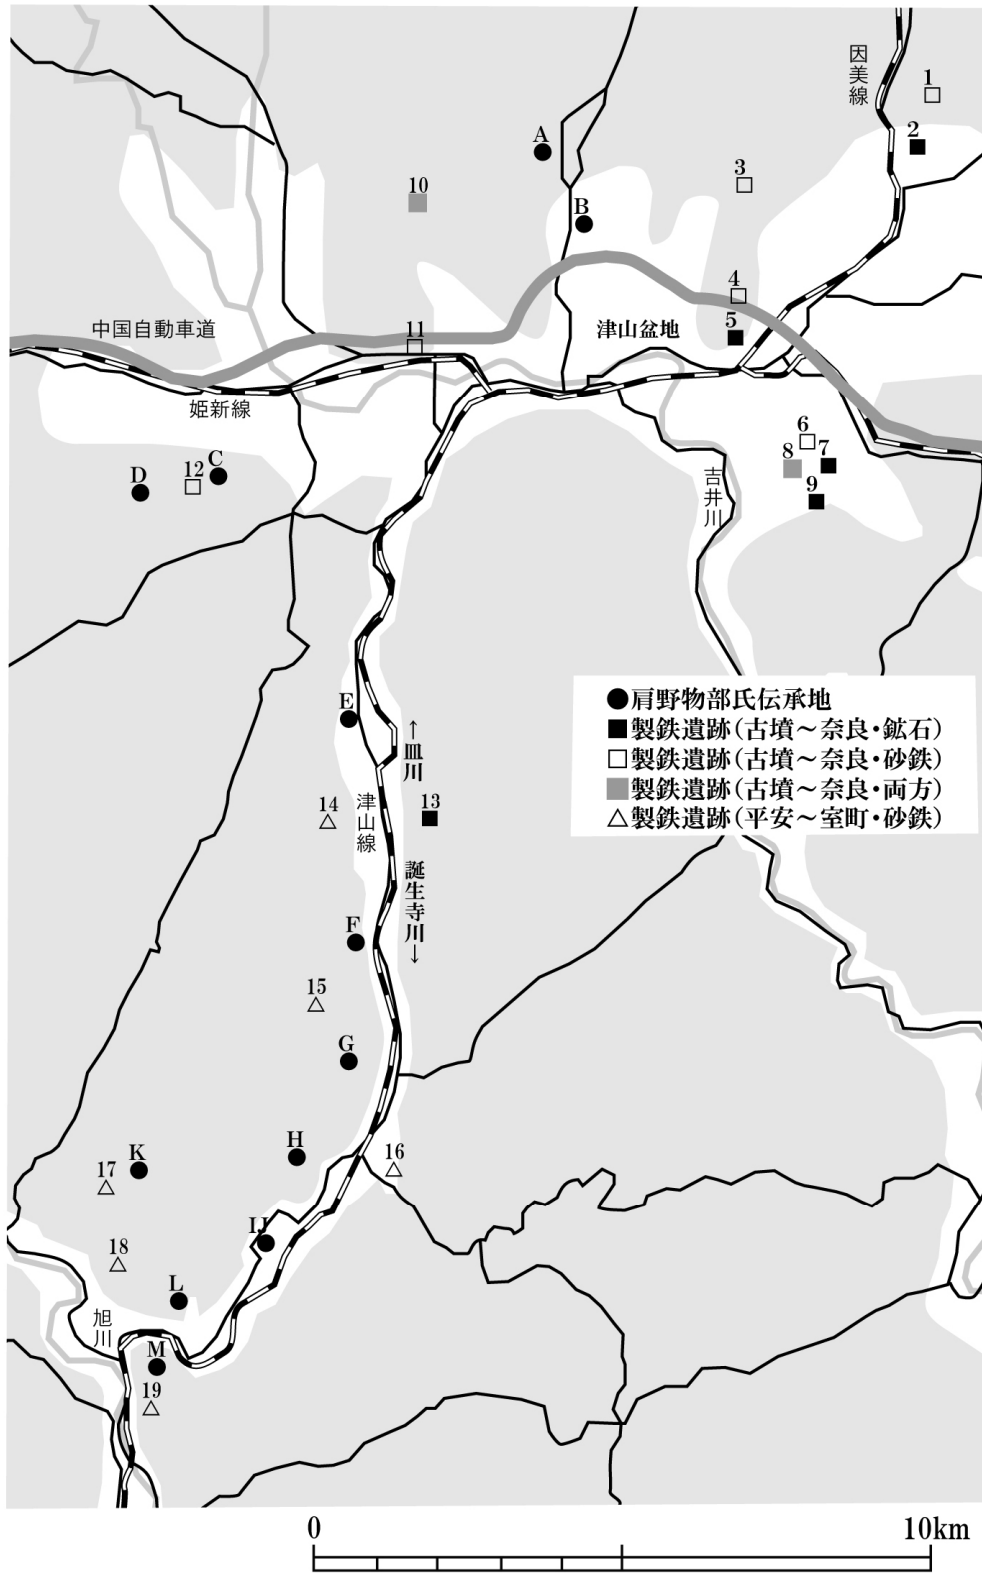 因美線
1
2
A
3
10
B
4
中国自動車道
11
5
津山盆地
姫新線
6
D
12
C
8
7
吉井川
9
●肩野物部氏伝承地
■製鉄遺跡(古墳～奈良・鉱石)
□製鉄遺跡(古墳～奈良・砂鉄)
■製鉄遺跡(古墳～奈良・両方)
△製鉄遺跡(平安～室町・砂鉄)
E
←皿川
14
津山線
13
誕生寺川→
F
15
G
H
16
K
17
IJ
18
L
旭川
M
19
0
10km